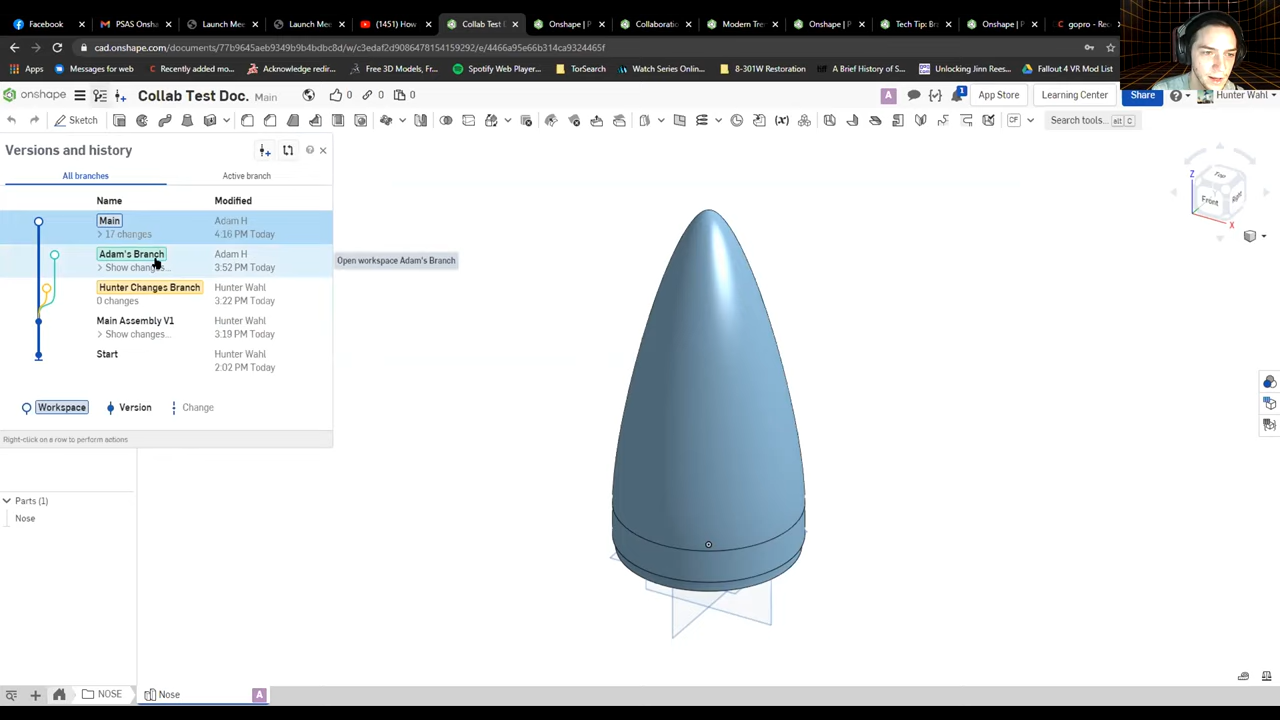 Facebook
PSAS Onsha
Launch Mee
Launch Mee
(1451) How
Collab Test
Onshape | P
Collaboratio
Modern Tre
Onshape | P
Tech Tip: Br
Onshape | P
gopro - Rec
cad.onshape.com/documents/77b9645aeb9349b9b4bdbc8d/w/c3edaf2d9086478154159292/e/4466a95e66b314ca9324465f
Apps
Messages for web
Recently added mo...
Acknowledge redir...
Free 3D Models, Fr...
Spotify Web Player...
TorSearch
Watch Series Onlin...
8-301W Restoration
A Brief History of S...
Unlocking Jinn Rees...
Fallout 4 VR Mod List
onshape
Collab Test Doc. Main
0
0
0
A
App Store
Learning Center
Share
Hunter Wahl
Sketch
CF
Search tools... alt C
Versions and history
All branches
Active branch
Name Modified
Main Adam H
> 17 changes 4:16 PM Today
Adam's Branch Adam H
> Show changes... 3:52 PM Today
Open workspace Adam's Branch
Hunter Changes Branch Hunter Wahl
0 changes 3:22 PM Today
Main Assembly V1 Hunter Wahl
> Show changes... 3:19 PM Today
Start Hunter Wahl
2:02 PM Today
Workspace Version Change
Right-click on a row to perform actions
Top
Front
Right
Z
X
Parts (1)
Nose
NOSE
Nose
A